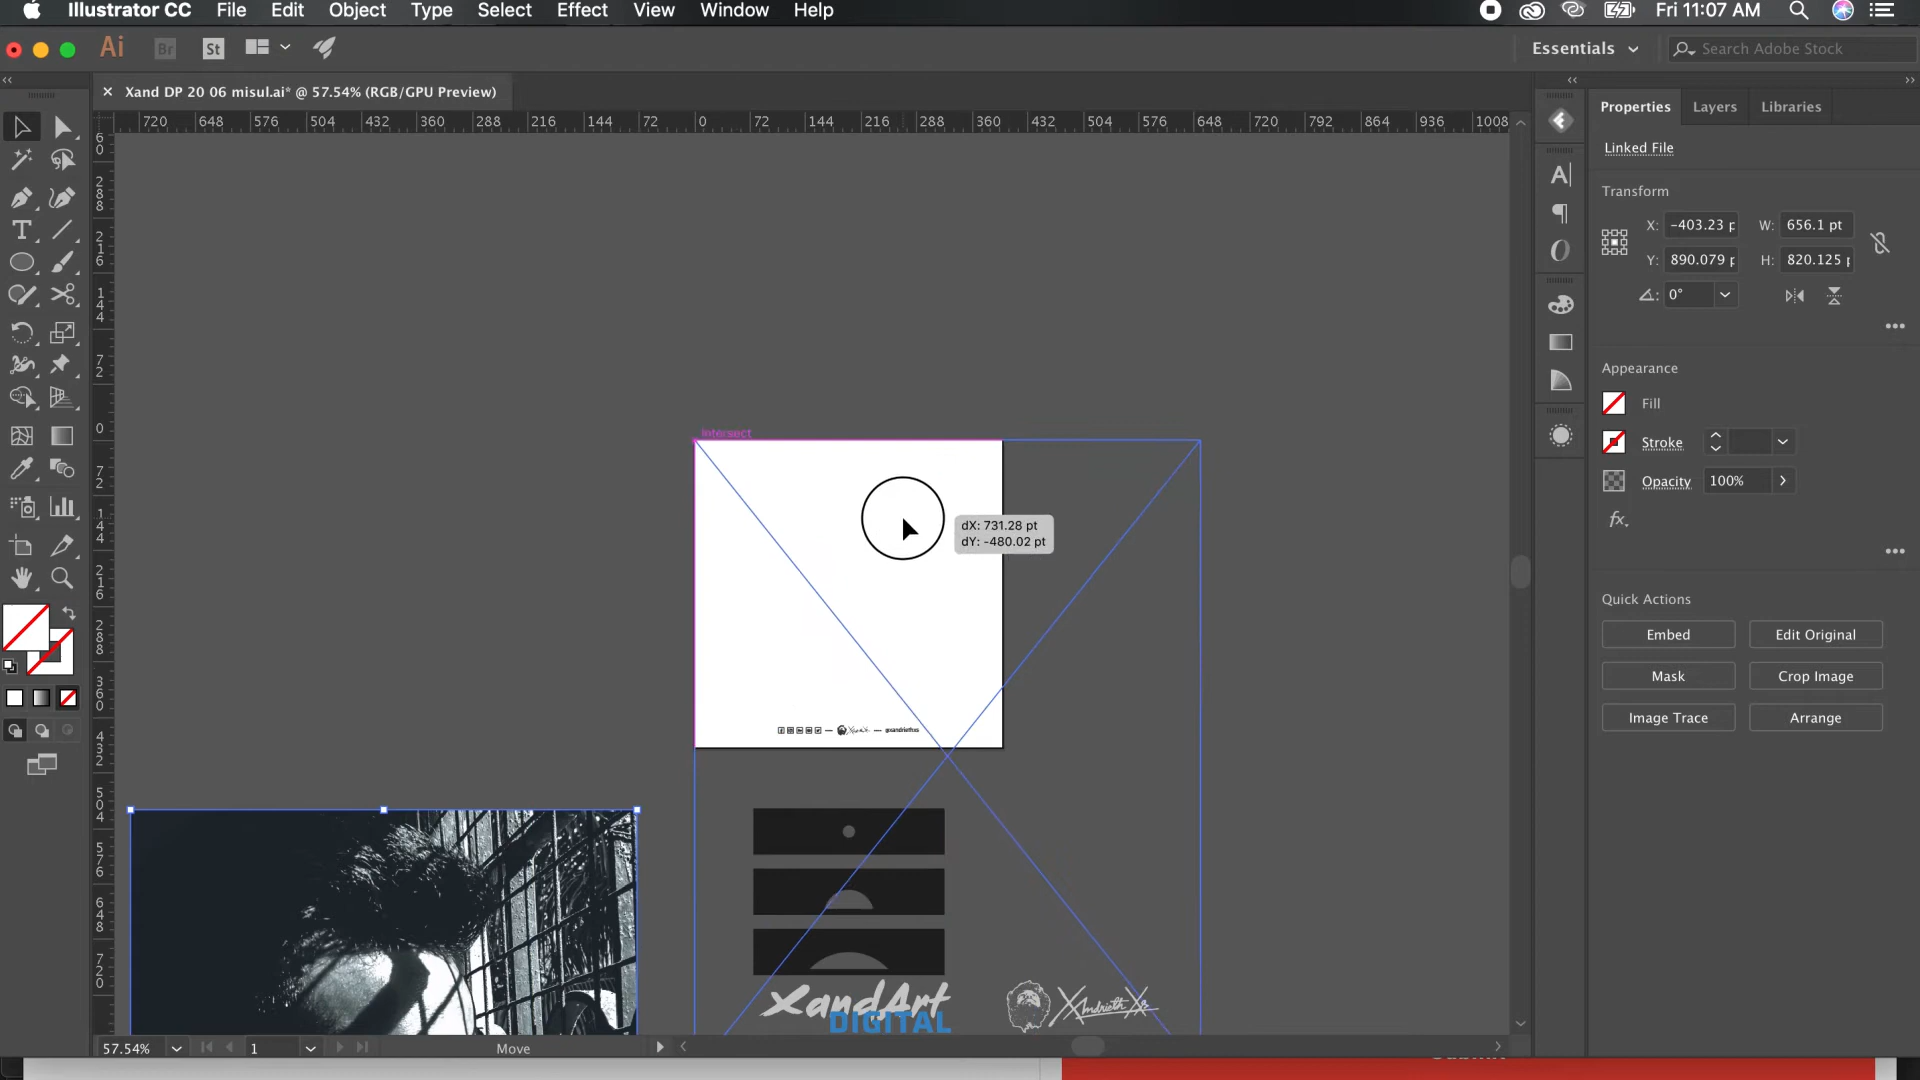 Illustrator CC File Edit Object Type Select Effect View Window Help Fri 11:07 AM
Ai Br St Essentials Search Adobe Stock
Xand DP 20 06 misul.ai* @ 57.54% (RGB/GPU Preview)
720 648 576 504 432 360 288 216 144 72 0 72 144 216 288 360 432 504 576 648 720 792 864 936 1008
Properties Layers Libraries
Linked File
Transform
X: -403.23 p W: 656.1 pt
Y: 890.079 p H: 820.125 p
0°
Appearance
Fill
Stroke
Opacity 100%
fx
Quick Actions
Embed Edit Original
Mask Crop Image
Image Trace Arrange
intersect
dX: 731.28 pt
dY: -480.02 pt
XandArt
DIGITAL
57.54% 1 Move